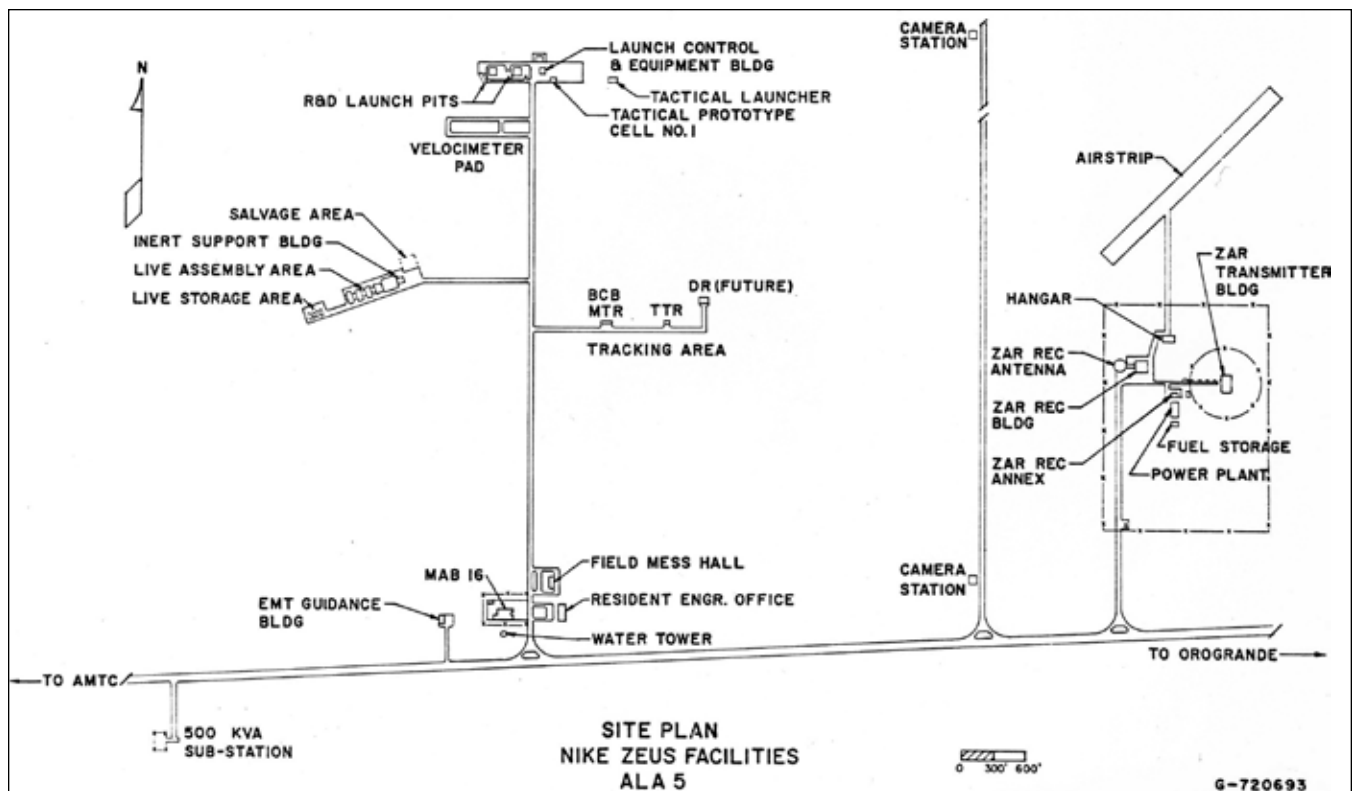 CAMERA
STATION
LAUNCH CONTROL
& EQUIPMENT BLDG
N
R&D LAUNCH PITS
TACTICAL LAUNCHER
TACTICAL PROTOTYPE
CELL NO.1
VELOCIMETER
PAD
AIRSTRIP
SALVAGE AREA
INERT SUPPORT BLDG
LIVE ASSEMBLY AREA
LIVE STORAGE AREA
ZAR
TRANSMITTER
BLDG
BCB
MTR
TTR
DR (FUTURE)
TRACKING AREA
HANGAR
ZAR REC
ANTENNA
ZAR REC
BLDG
FUEL STORAGE
ZAR REC
ANNEX
POWER PLANT.
FIELD MESS HALL
MAB 16
RESIDENT ENGR. OFFICE
EMT GUIDANCE
BLDG
WATER TOWER
CAMERA
STATION
TO AMTC
TO OROGRANDE
500 KVA
SUB-STATION
SITE PLAN
NIKE ZEUS FACILITIES
ALA 5
0 300' 600'
G-720693